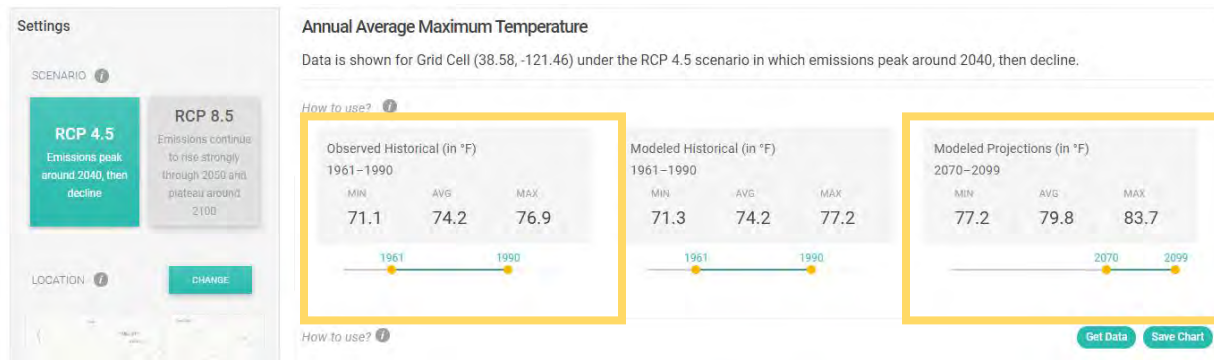 Settings
SCENARIO
RCP 4.5
Emissions peak
around 2040, then
decline
RCP 8.5
Emissions continue
to rise strongly
through 2050 and
plateau around
2100
LOCATION
CHANGE
Annual Average Maximum Temperature
Data is shown for Grid Cell (38.58, -121.46) under the RCP 4.5 scenario in which emissions peak around 2040, then decline.
How to use?
Observed Historical (in °F)
1961–1990
MIN AVG MAX
71.1 74.2 76.9
1961 1990
Modeled Historical (in °F)
1961–1990
MIN AVG MAX
71.3 74.2 77.2
1961 1990
Modeled Projections (in °F)
2070–2099
MIN AVG MAX
77.2 79.8 83.7
2070 2099
How to use?
Get Data Save Chart